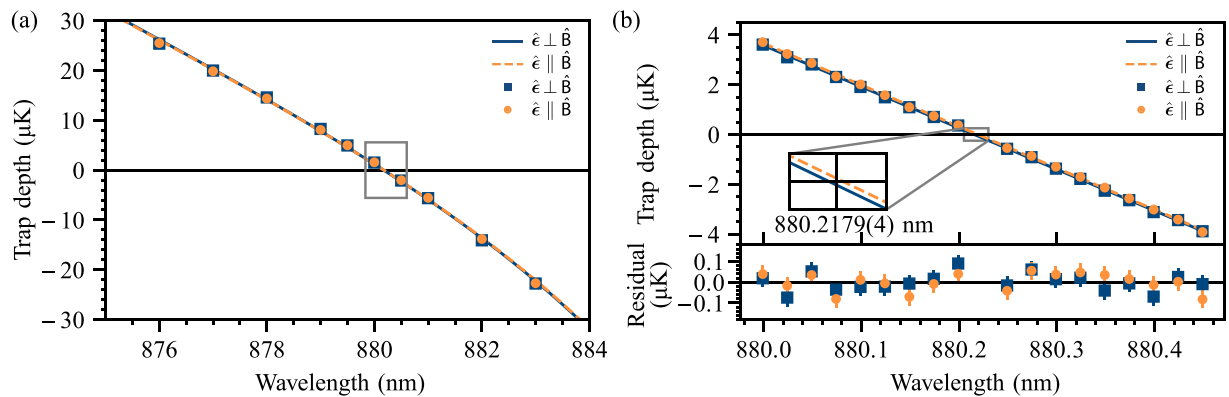 (a)
30
20
10
0
−10
−20
−30
Trap depth (μK)
ε̂ ⊥ B̂
ε̂ ∥ B̂
ε̂ ⊥ B̂
ε̂ ∥ B̂
876
878
880
882
884
Wavelength (nm)
(b)
4
2
0
−2
−4
Trap depth (μK)
ε̂ ⊥ B̂
ε̂ ∥ B̂
ε̂ ⊥ B̂
ε̂ ∥ B̂
880.2179(4) nm
0.1
0.0
−0.1
Residual
(μK)
880.0
880.1
880.2
880.3
880.4
Wavelength (nm)